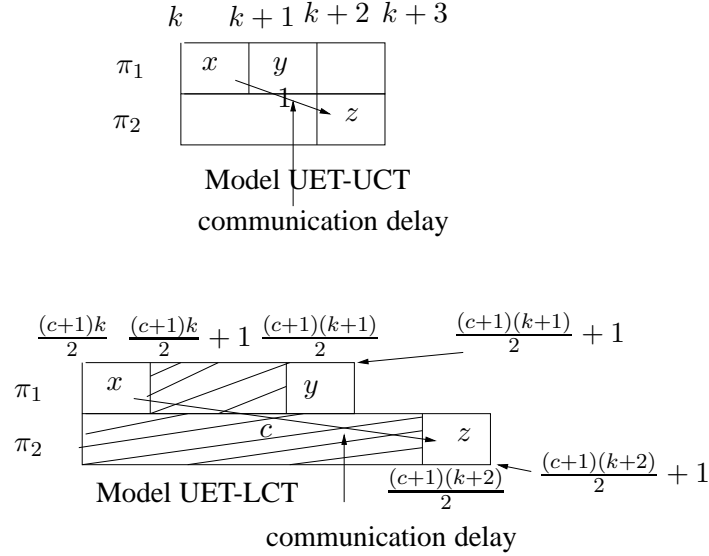 k k + 1 k + 2 k + 3
π₁ x y
1
π₂ z
Model UET-UCT
communication delay
(c+1)k/2 (c+1)k/2 + 1 (c+1)(k+1)/2 (c+1)(k+1)/2 + 1
π₁ x y
π₂ c z
Model UET-LCT (c+1)(k+2)/2 (c+1)(k+2)/2 + 1
communication delay